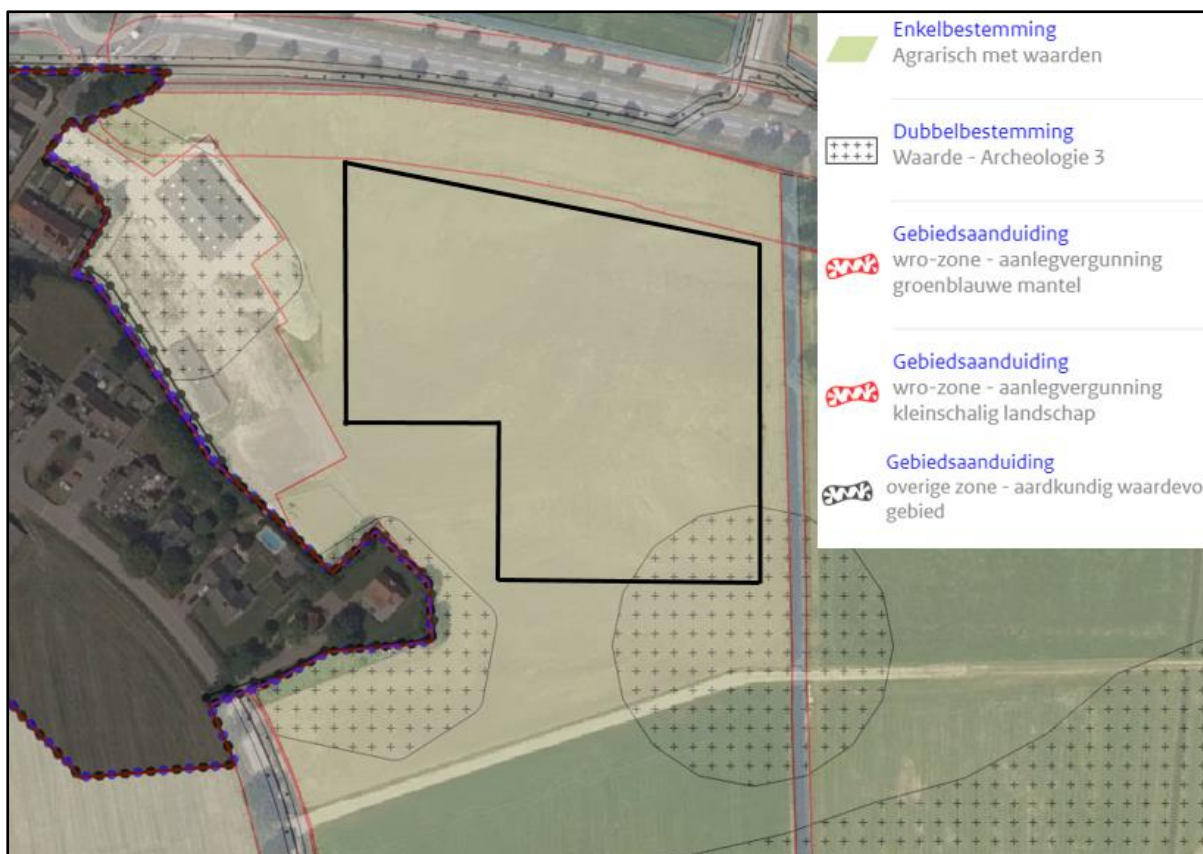 Enkelbestemming
Agrarisch met waarden
Dubbelbestemming
Waarde - Archeologie 3
Gebiedsaanduiding
wro-zone - aanlegvergunning
groenblauwe mantel
Gebiedsaanduiding
wro-zone - aanlegvergunning
kleinschalig landschap
Gebiedsaanduiding
overige zone - aardkundig waardevo
gebied